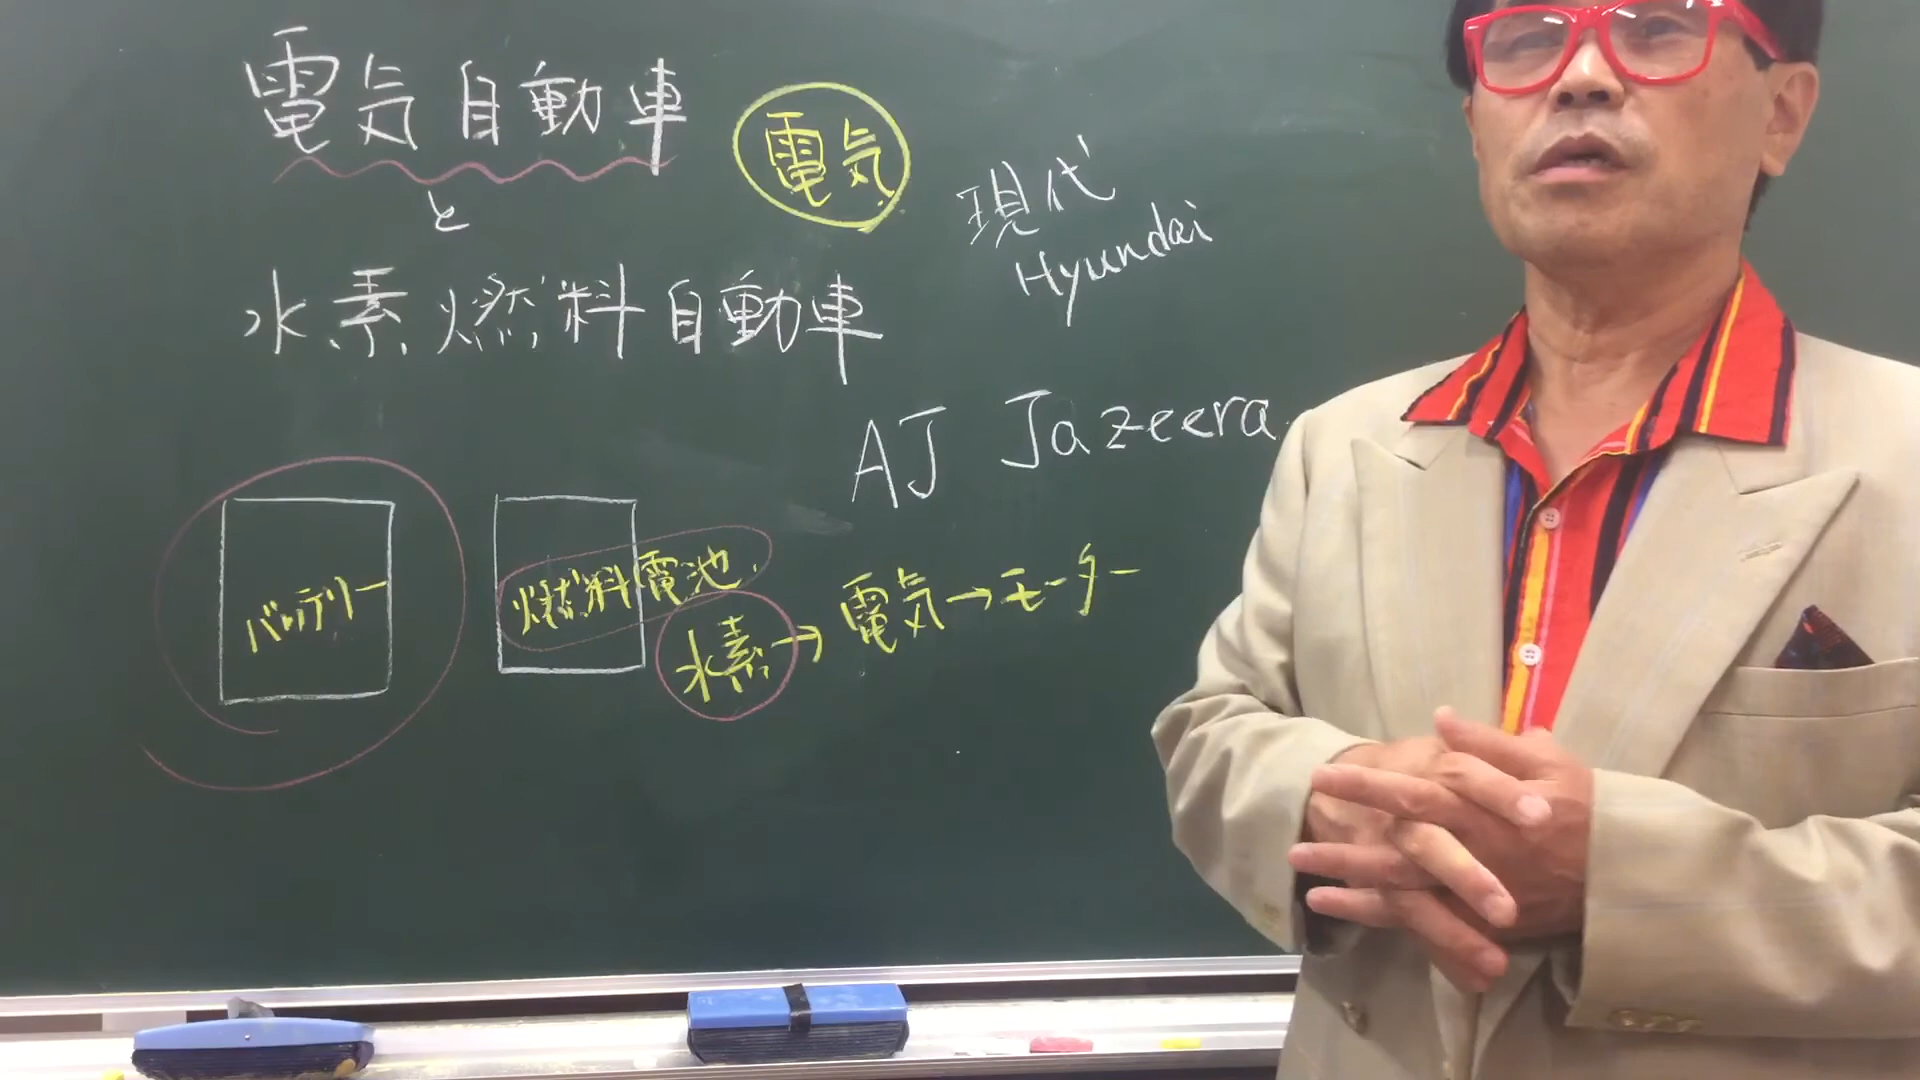 電気自動車
と
水素燃料自動車
電気
現代
Hyundai
AJ Jazeera
バッテリー
燃料電池
水素→電気→モーター